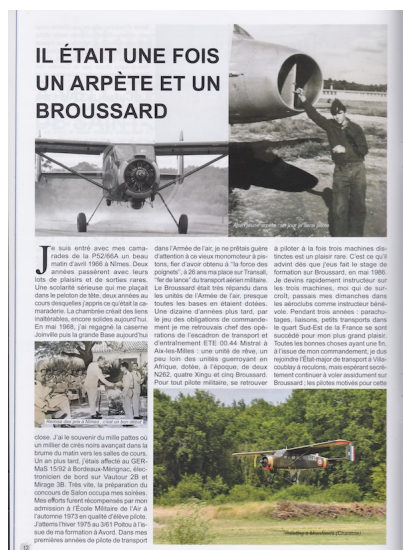 IL ÉTAIT UNE FOIS
UN ARPÈTE ET UN
BROUSSARD
Je suis entré avec mes cama-
rades de la P52/66A un beau
matin d'avril 1966 à Nîmes. Deux
années passèrent avec leurs
lots de plaisirs et de sorties rares.
Une scolarité sérieuse qui me plaçait
dans le peloton de tête, deux années au
cours desquelles j'appris ce qu'était la ca-
maraderie. La chambrée créait des liens
inaltérables, encore solides aujourd'hui.
En mai 1968, j'ai regagné la caserne
Joinville puis la grande Base aujourd'hui
Remise des prix à Nîmes, c'est un bon début
close. J'ai le souvenir du mille pattes où
un millier de cirés noirs avançait dans la
brume du matin vers les salles de cours.
Un an plus tard, j'étais affecté au GER-
MaS 15/92 à Bordeaux-Mérignac, élec-
tronicien de bord sur Vautour 2B et
Mirage 3B. Très vite, la préparation du
concours de Salon occupa mes soirées.
Mes efforts furent récompensés par mon
admission à l'École Militaire de l'Air à
l'automne 1973 en qualité d'élève pilote.
J'atterris l'hiver 1975 au 3/61 Poitou à l'is-
sue de ma formation à Avord. Dans mes
premières années de pilote de transport
dans l'Armée de l'air, je ne prêtais guère
d'attention à ce vieux monomoteur à pis-
tons, fier d'avoir obtenu à "la force des
poignets", à 26 ans ma place sur Transall,
"fer de lance" du transport aérien militaire.
Le Broussard était très répandu dans
les unités de l'Armée de l'air, presque
toutes les bases en étaient dotées.
Une dizaine d'années plus tard, par
le jeu des obligations de commande-
ment je me retrouvais chef des opé-
rations de l'escadron de transport et
d'entraînement ETE 00.44 Mistral à
Aix-les-Milles : une unité de rêve, un
peu loin des unités guerroyant en
Afrique, dotée, à l'époque, de deux
N262, quatre Xingu et cinq Broussard.
Pour tout pilote militaire, se retrouver
à piloter à la fois trois machines dis-
tinctes est un plaisir rare. C'est ce qu'il
advint dès que j'eus fait le stage de
formation sur Broussard, en mai 1986.
Je devins rapidement instructeur sur
les trois machines, moi qui de sur-
croît, passais mes dimanches dans
les aéroclubs comme instructeur béné-
vole. Pendant trois années : parachu-
tages, liaisons, petits transports dans
le quart Sud-Est de la France se sont
succédé pour mon plus grand plaisir.
Toutes les bonnes choses ayant une fin,
à l'issue de mon commandement, je dus
rejoindre l'État-major de transport à Villa-
coublay à reculons, mais espérant secrè-
tement continuer à voler assidument sur
Broussard ; les pilotes motivés pour cette
12